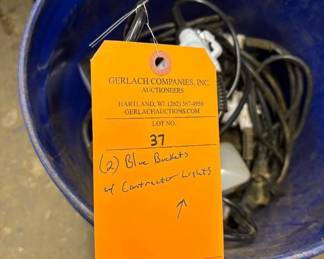 GERLACH COMPANIES, INC.
AUCTIONEERS
HARTLAND, WI. (262) 367-4950
GERLACHAUCTIONS.COM
LOT NO.
37
(2) Blue Buckets
w/ Contractor Lights